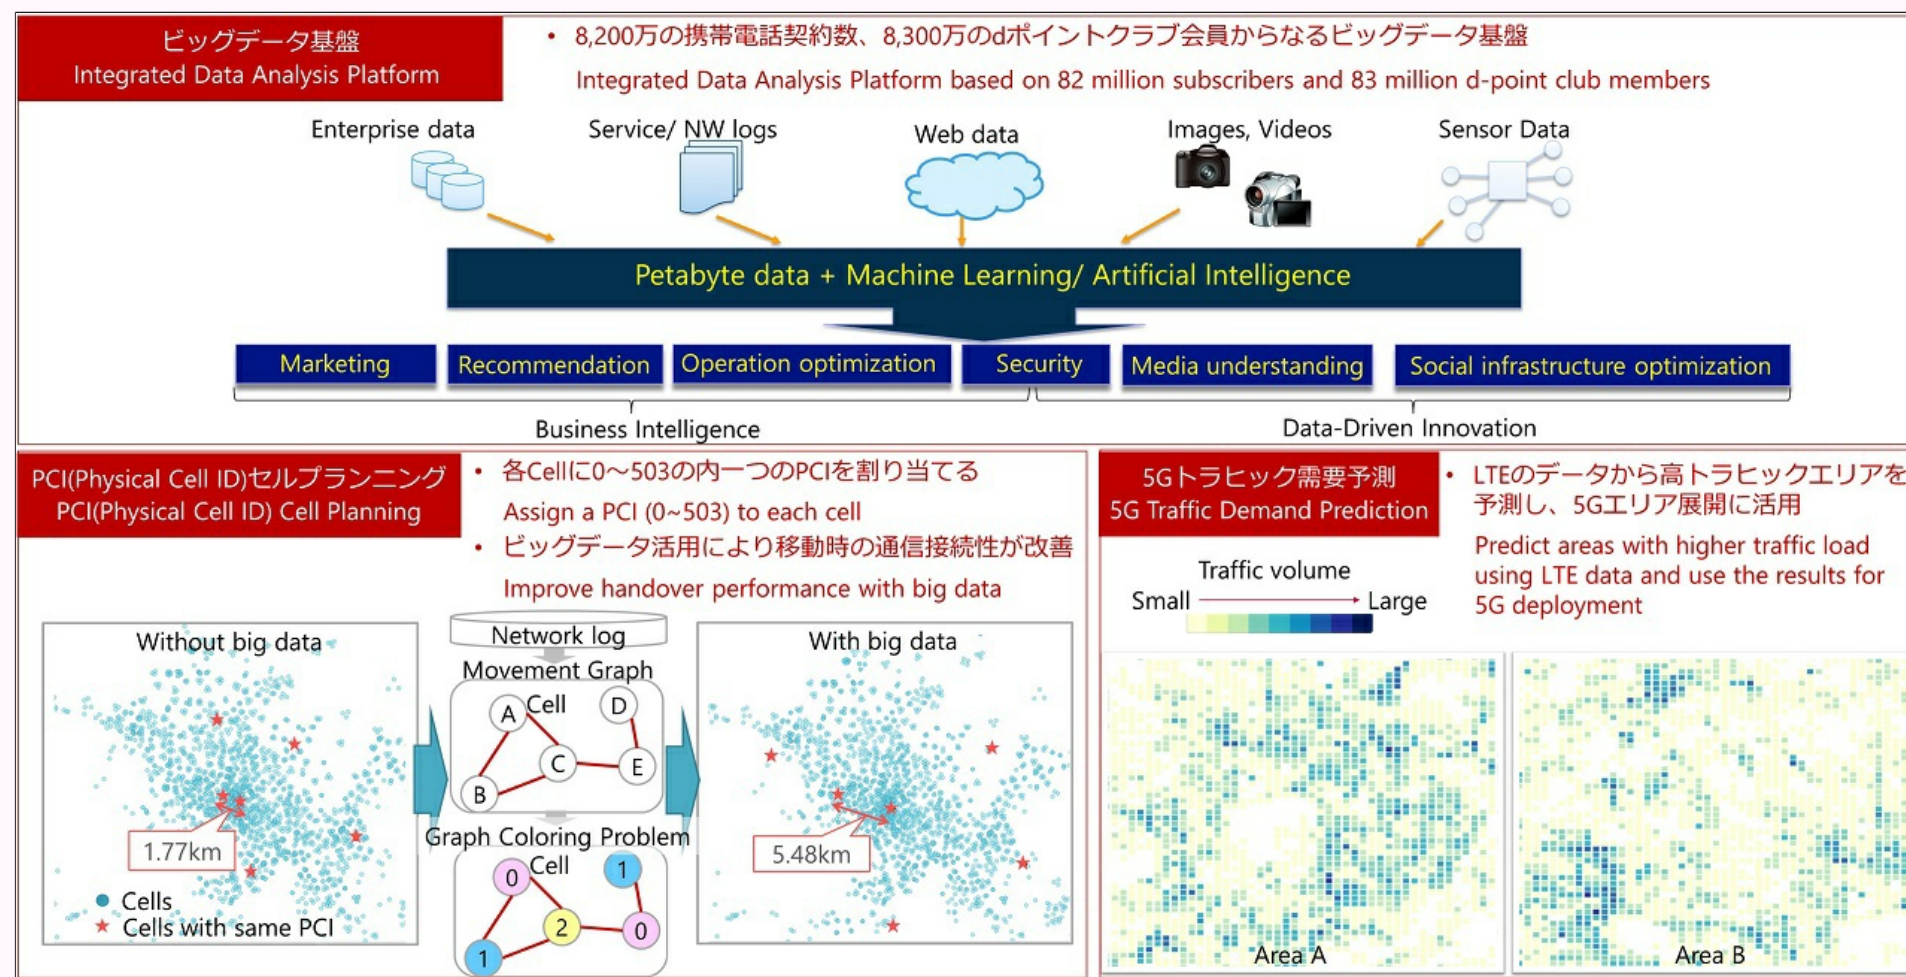 ビッグデータ基盤
Integrated Data Analysis Platform
• 8,200万の携帯電話契約数、8,300万のdポイントクラブ会員からなるビッグデータ基盤
Integrated Data Analysis Platform based on 82 million subscribers and 83 million d-point club members
Enterprise data
Service/ NW logs
Web data
Images, Videos
Sensor Data
Petabyte data + Machine Learning/ Artificial Intelligence
Marketing
Recommendation
Operation optimization
Security
Media understanding
Social infrastructure optimization
Business Intelligence
Data-Driven Innovation
PCI(Physical Cell ID)セルプランニング
PCI(Physical Cell ID) Cell Planning
• 各Cellに0～503の内一つのPCIを割り当てる
Assign a PCI (0~503) to each cell
• ビッグデータ活用により移動時の通信接続性が改善
Improve handover performance with big data
Without big data
1.77km
Cells
Cells with same PCI
Network log
Movement Graph
Cell
A
D
C
E
B
Graph Coloring Problem
Cell
0
1
2
0
1
With big data
5.48km
5Gトラヒック需要予測
5G Traffic Demand Prediction
• LTEのデータから高トラヒックエリアを
予測し、5Gエリア展開に活用
Predict areas with higher traffic load
using LTE data and use the results for
5G deployment
Traffic volume
Small
Large
Area A
Area B